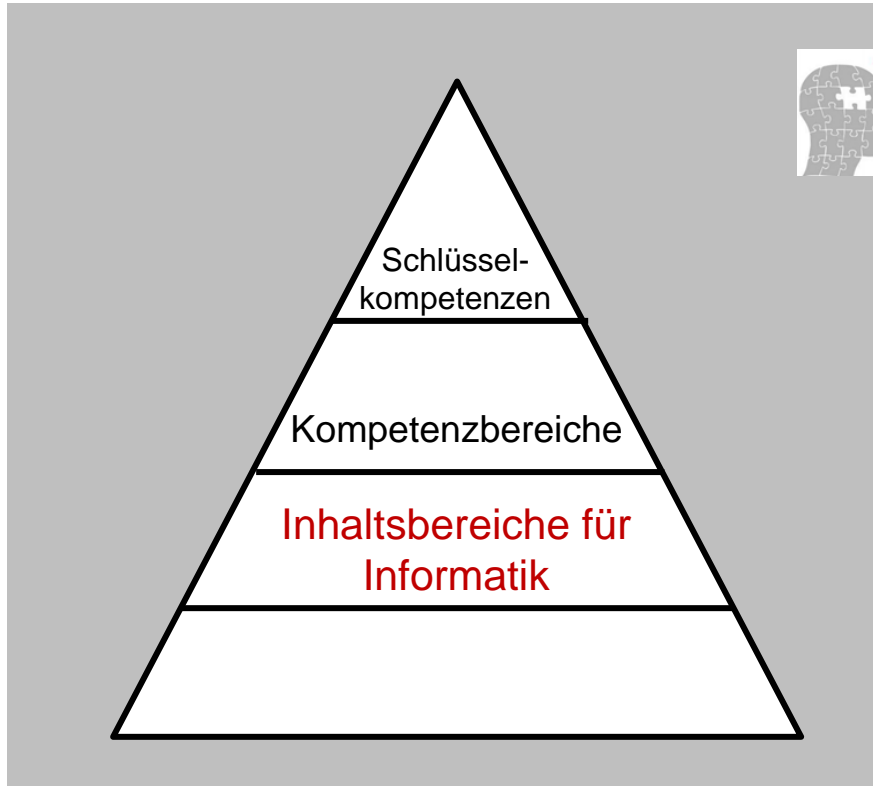 Schlüssel-
kompetenzen
Kompetenzbereiche
Inhaltsbereiche für
Informatik